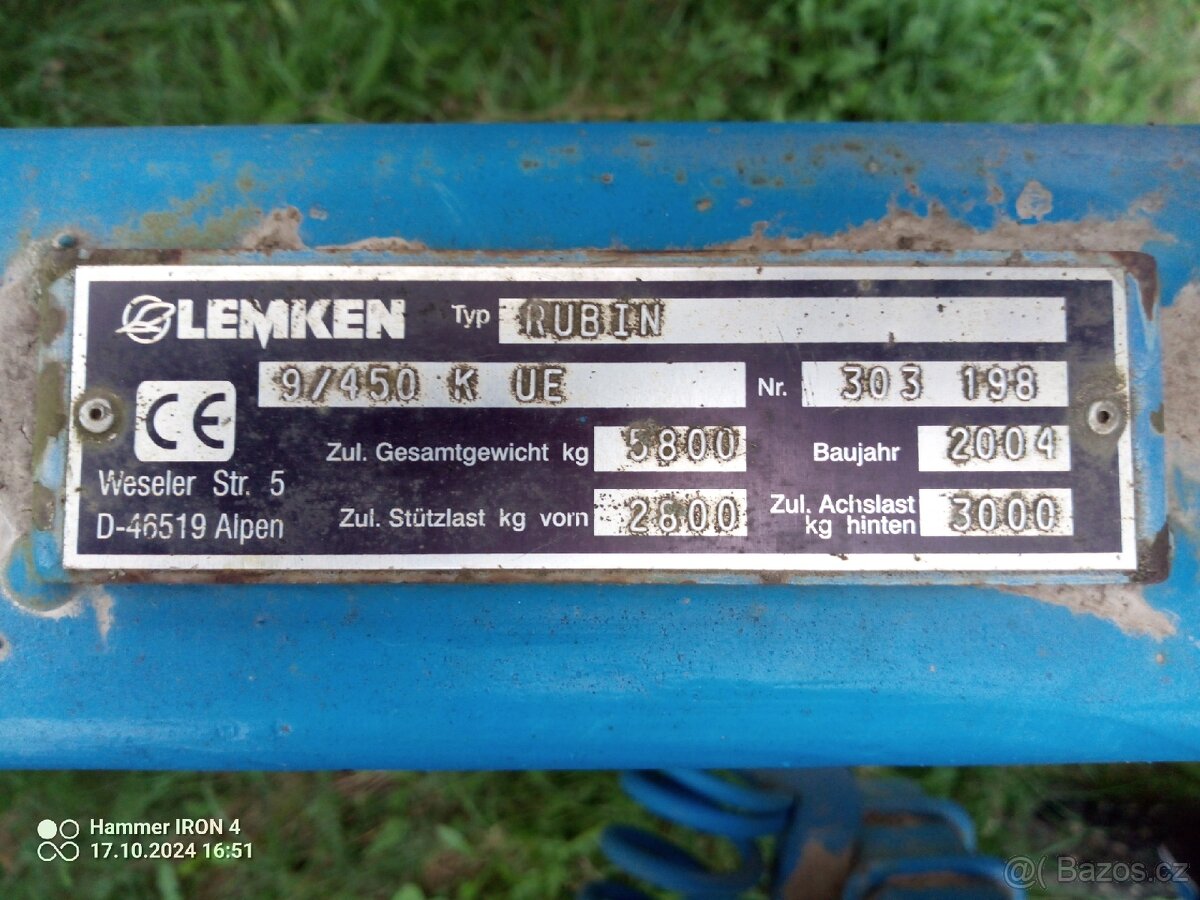 LEMKEN Typ RUBIN
9/450 K UE Nr. 303 198
CE
Zul. Gesamtgewicht kg 5800 Baujahr 2004
Weseler Str. 5
D-46519 Alpen
Zul. Stützlast kg vorn 2800 Zul. Achslast kg hinten 3000
Hammer IRON 4
17.10.2024 16:51
@ Bazos.cz